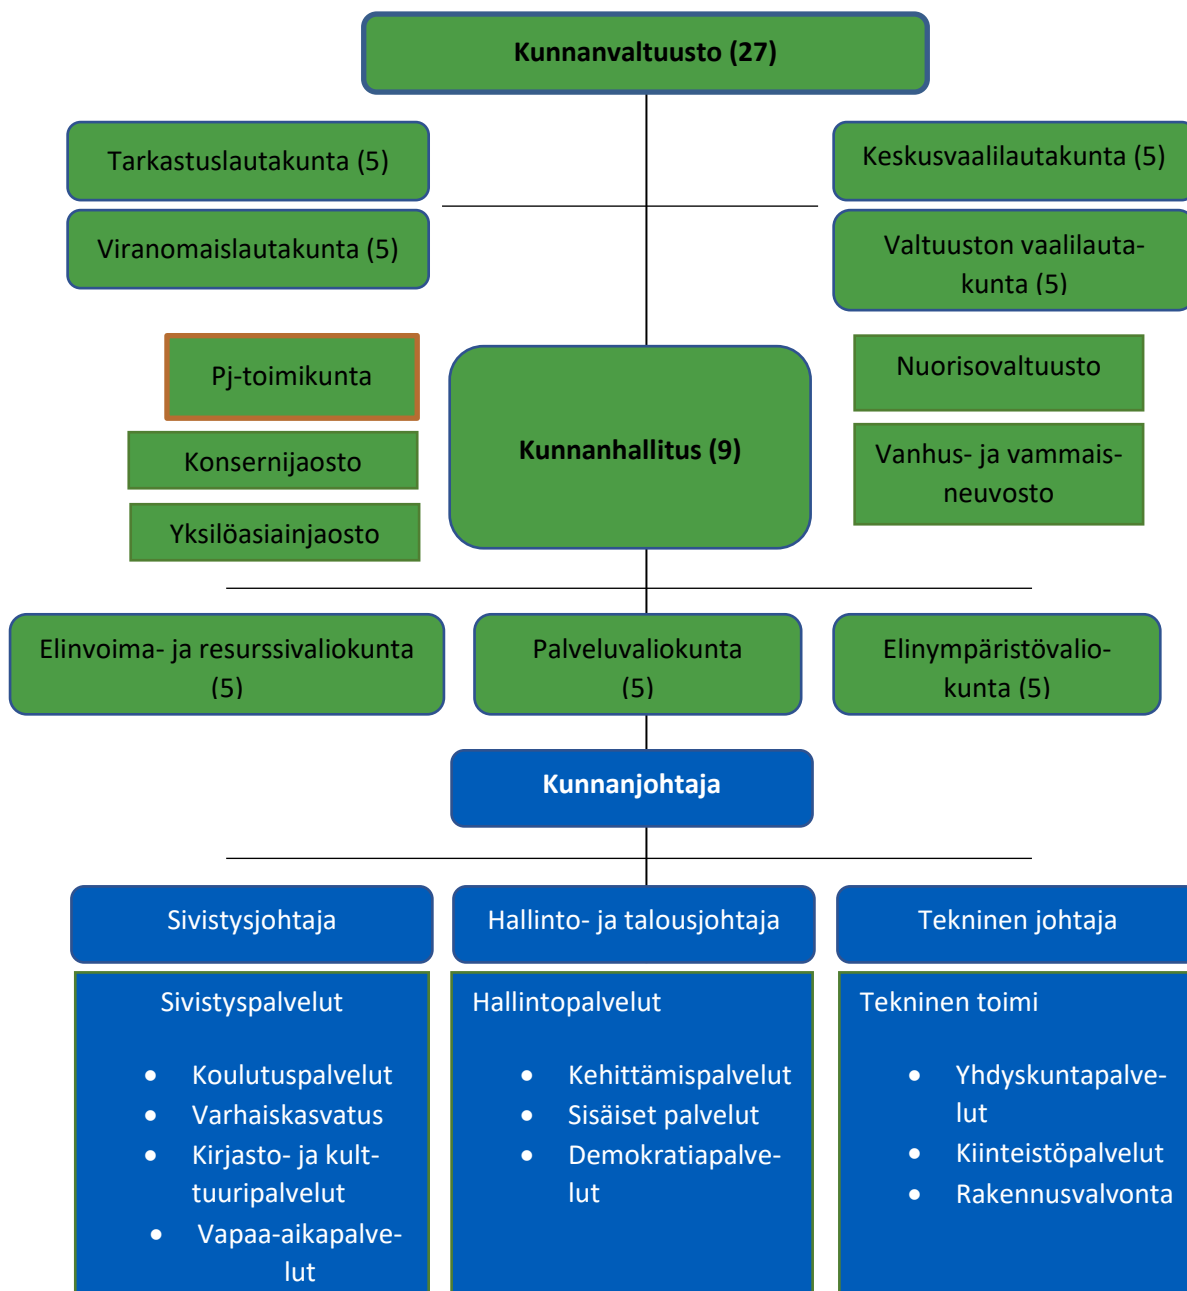 Kunnanvaltuusto (27)
Tarkastuslautakunta (5)
Keskusvaalilautakunta (5)
Viranomaislautakunta (5)
Valtuuston vaalilauta-
kunta (5)
Pj-toimikunta
Konsernijaosto
Yksilöasiainjaosto
Kunnanhallitus (9)
Nuorisovaltuusto
Vanhus- ja vammais-
neuvosto
Elinvoima- ja resurssivaliokunta
(5)
Palveluvaliokunta
(5)
Elinympäristövalio-
kunta (5)
Kunnanjohtaja
Sivistysjohtaja
Hallinto- ja talousjohtaja
Tekninen johtaja
Sivistyspalvelut
• Koulutuspalvelut
• Varhaiskasvatus
• Kirjasto- ja kult-
tuuripalvelut
• Vapaa-aikapalve-
lut
Hallintopalvelut
• Kehittämispalvelut
• Sisäiset palvelut
• Demokratiapalve-
lut
Tekninen toimi
• Yhdyskuntapalve-
lut
• Kiinteistöpalvelut
• Rakennusvalvonta